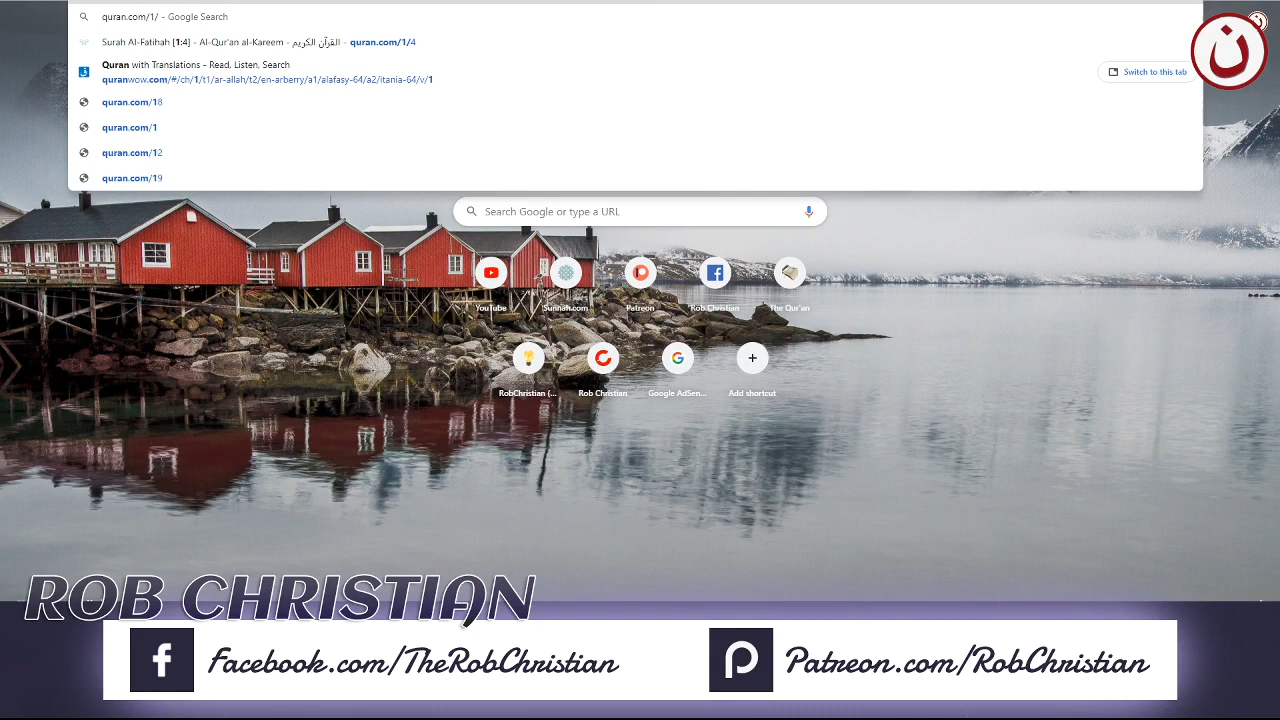 quran.com/1/ - Google Search
Surah Al-Fatihah [1:4] - Al-Qur'an al-Kareem - القرآن الكريم - quran.com/1/4
Quran with Translations - Read, Listen, Search
quranwow.com/#/ch/1/t1/ar-allah/t2/en-arberry/a1/alafasy-64/a2/itania-64/v/1
Switch to this tab
quran.com/18
quran.com/1
quran.com/12
quran.com/19
ن
Search Google or type a URL
YouTube
Sunnah.com
Patreon
Rob Christian
The Qur'an
RobChristian (...
Rob Christian
Google AdSen...
Add shortcut
ROB CHRISTIAN
Facebook.com/TheRobChristian
Patreon.com/RobChristian